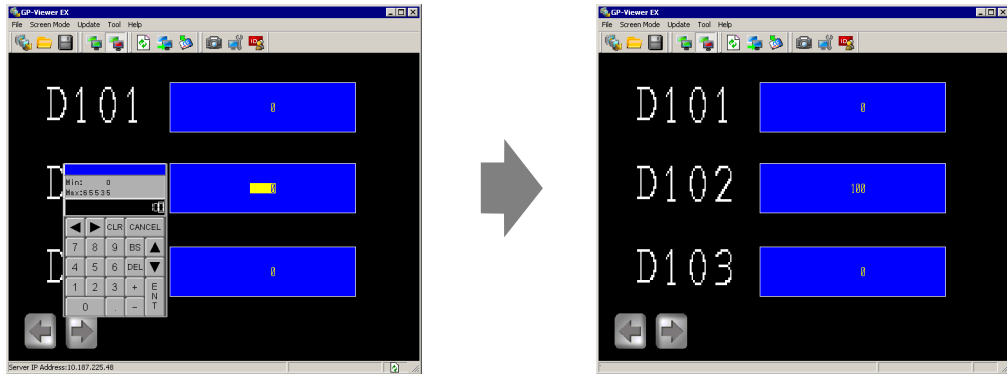 GP-Viewer EX
File Screen Mode Update Tool Help
D101
0
Min: 0
Max:65535
D
0
CLR CANCEL
7 8 9 BS
4 5 6 DEL
1 2 3 + ENT
0 . -
D
0
Server IP Address:10.187.225.48
GP-Viewer EX
File Screen Mode Update Tool Help
ID
D101
0
D102
100
D103
0